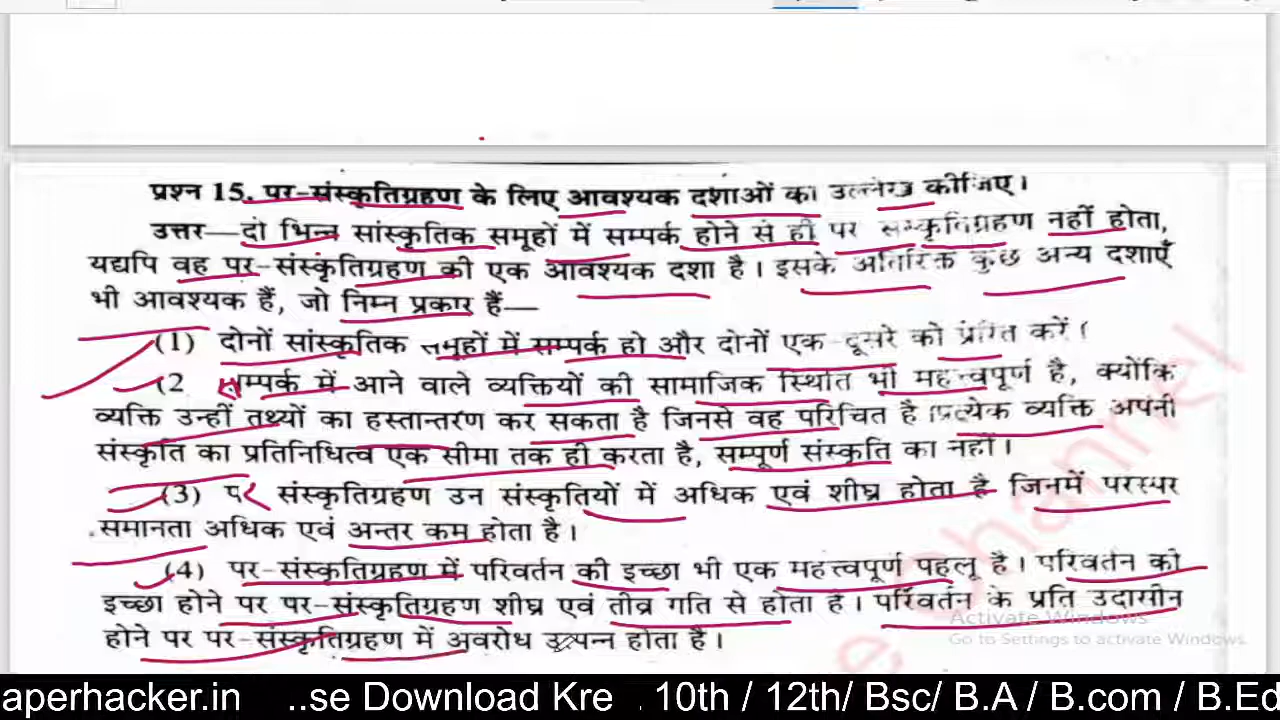 प्रश्न 15. पर-संस्कृतिग्रहण के लिए आवश्यक दशाओं का उल्लेख कीजिए।
उत्तर—दो भिन्न सांस्कृतिक समूहों में सम्पर्क होने से ही पर संस्कृतिग्रहण नहीं होता,
यद्यपि वह पर-संस्कृतिग्रहण की एक आवश्यक दशा है। इसके अतिरिक्त कुछ अन्य दशाएँ
भी आवश्यक हैं, जो निम्न प्रकार हैं—
(1) दोनों सांस्कृतिक समूहों में सम्पर्क हो और दोनों एक-दूसरे को प्रेरित करें।
(2 सम्पर्क में आने वाले व्यक्तियों की सामाजिक स्थिति भी महत्त्वपूर्ण है, क्योंकि
व्यक्ति उन्हीं तथ्यों का हस्तान्तरण कर सकता है जिनसे वह परिचित है। प्रत्येक व्यक्ति अपनी
संस्कृति का प्रतिनिधित्व एक सीमा तक ही करता है, सम्पूर्ण संस्कृति का नहीं।
(3) पर संस्कृतिग्रहण उन संस्कृतियों में अधिक एवं शीघ्र होता है जिनमें परस्पर
समानता अधिक एवं अन्तर कम होता है।
(4) पर-संस्कृतिग्रहण में परिवर्तन की इच्छा भी एक महत्त्वपूर्ण पहलू है। परिवर्तन की
इच्छा होने पर पर-संस्कृतिग्रहण शीघ्र एवं तीव्र गति से होता है। परिवर्तन के प्रति उदासीन
होने पर पर-संस्कृतिग्रहण में अवरोध उत्पन्न होता है।
Activate Windows
Go to Settings to activate Windows.
e Channel
aperhacker.in ..se Download Kre . 10th / 12th/ Bsc/ B.A / B.com / B.Ed